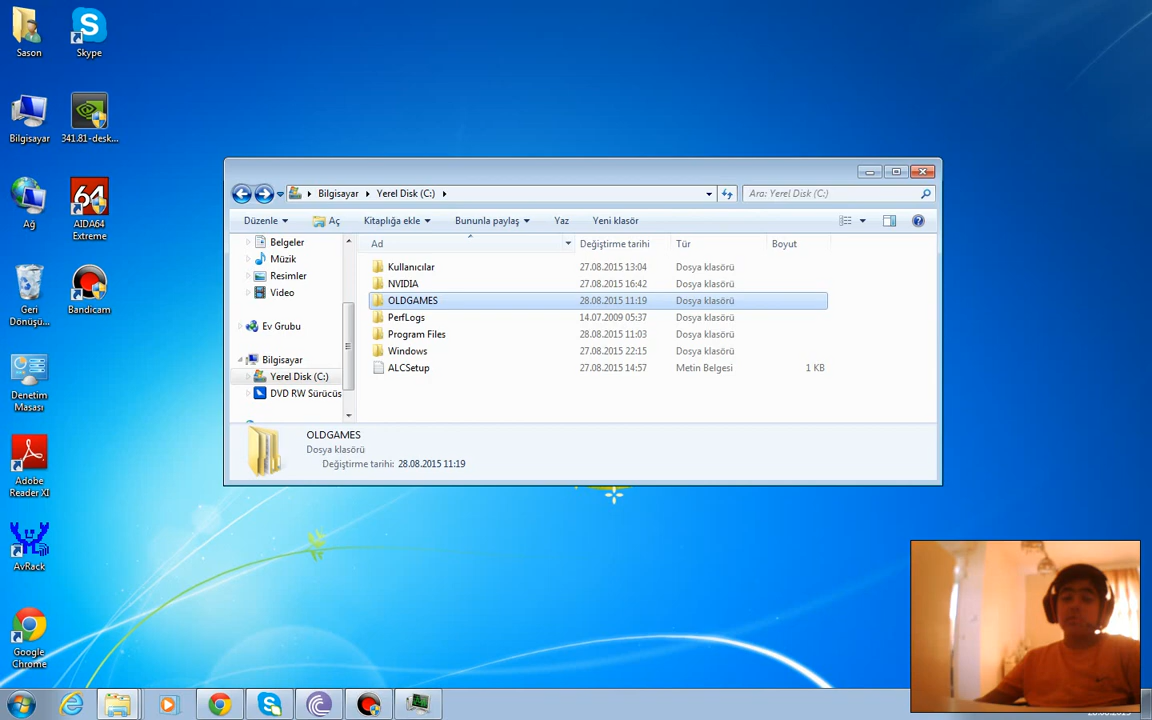 Sason
Skype
Bilgisayar
341.81-desk...
Ağ
64
AIDA64
Extreme
Geri
Dönüşü...
Bandicam
Denetim
Masası
Adobe
Reader XI
AvRack
Google
Chrome
Bilgisayar
Yerel Disk (C:)
Ara: Yerel Disk (C:)
Düzenle
Aç
Kitaplığa ekle
Bununla paylaş
Yaz
Yeni klasör
Belgeler
Müzik
Resimler
Video
Ev Grubu
Bilgisayar
Yerel Disk (C:)
DVD RW Sürücüs
Ad Değiştirme tarihi Tür Boyut
Kullanıcılar 27.08.2015 13:04 Dosya klasörü
NVIDIA 27.08.2015 16:42 Dosya klasörü
OLDGAMES 28.08.2015 11:19 Dosya klasörü
PerfLogs 14.07.2009 05:37 Dosya klasörü
Program Files 28.08.2015 11:03 Dosya klasörü
Windows 27.08.2015 22:15 Dosya klasörü
ALCSetup 27.08.2015 14:57 Metin Belgesi 1 KB
OLDGAMES
Dosya klasörü
Değiştirme tarihi: 28.08.2015 11:19